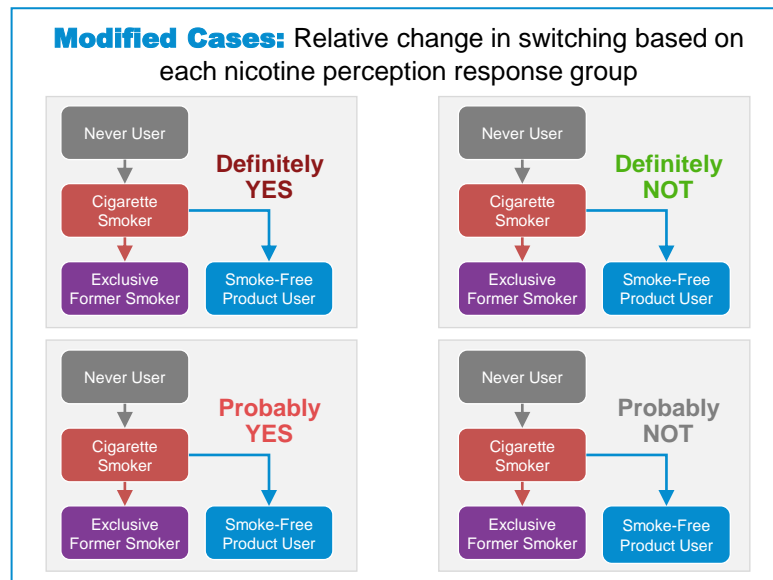 Modified Cases: Relative change in switching based on
each nicotine perception response group
Never User
Definitely
YES
Cigarette
Smoker
Exclusive
Former Smoker
Smoke-Free
Product User
Never User
Definitely
NOT
Cigarette
Smoker
Exclusive
Former Smoker
Smoke-Free
Product User
Never User
Probably
YES
Cigarette
Smoker
Exclusive
Former Smoker
Smoke-Free
Product User
Never User
Probably
NOT
Cigarette
Smoker
Exclusive
Former Smoker
Smoke-Free
Product User